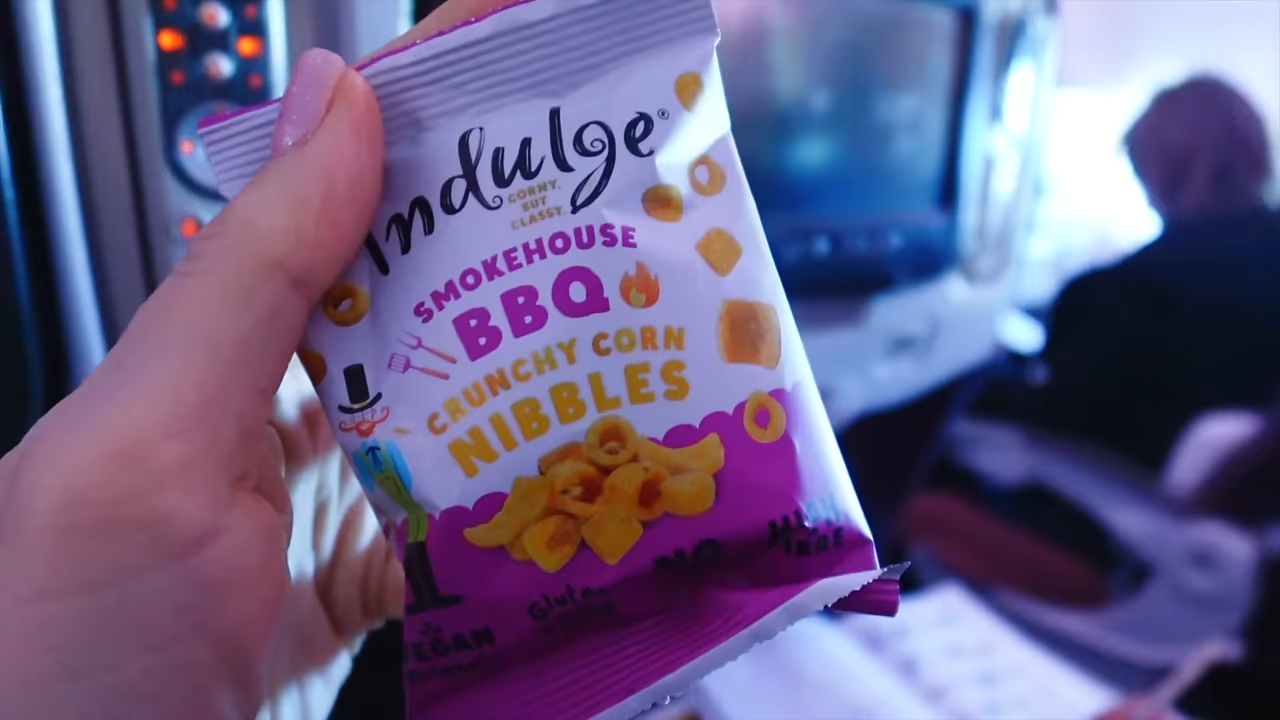 Indulge®
CORNY.
BUT
CLASSY.
SMOKEHOUSE
BBQ
CRUNCHY CORN
NIBBLES
VEGAN